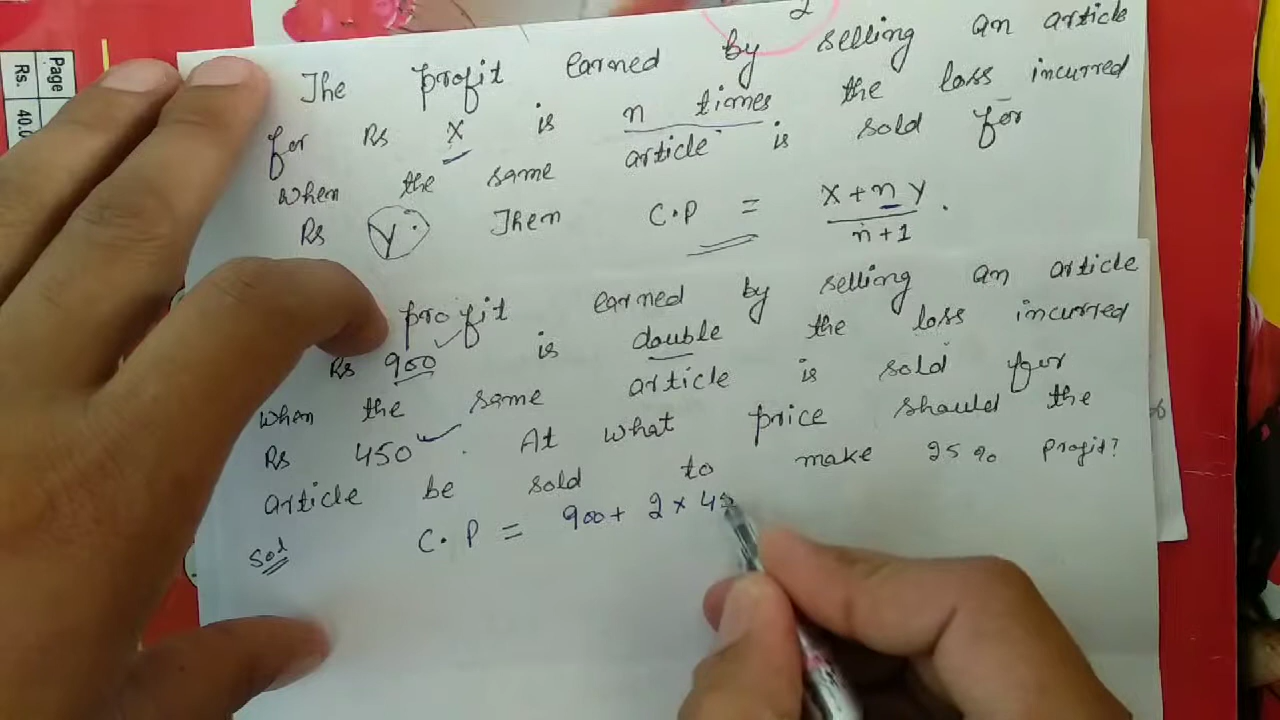 2
Page
Rs.
40.0
The profit earned by selling an article
for Rs X is n times the loss incurred
When the same article is sold for
Rs Y. Then C.P = X + n Y / n + 1 .
profit earned by selling an article
Rs 900 is double the loss incurred
When the same article is sold for
Rs 450 . At what price should the
article be sold to make 25% profit?
Sol C.P = 900 + 2 × 45